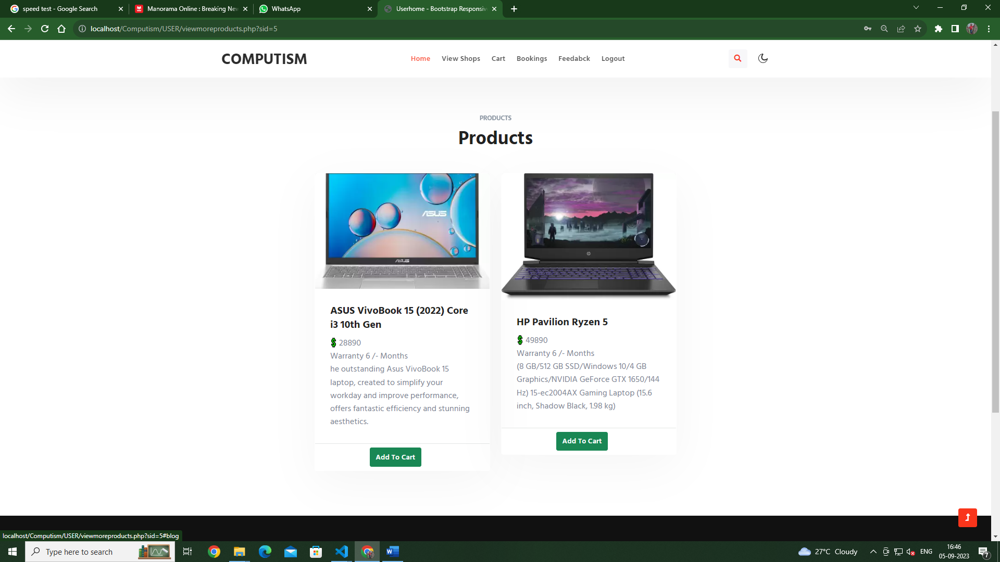 speed test - Google Search
Manorama Online : Breaking Nev
WhatsApp
Userhome - Bootstrap Responsiv
localhost/Computism/USER/viewmoreproducts.php?sid=5
COMPUTISM
Home View Shops Cart Bookings Feedabck Logout
PRODUCTS
Products
ASUS
ASUS
ASUS VivoBook 15 (2022) Core
i3 10th Gen
28890
Warranty 6 /- Months
he outstanding Asus VivoBook 15
laptop, created to simplify your
workday and improve performance,
offers fantastic efficiency and stunning
aesthetics.
Add To Cart
hp
HP Pavilion Ryzen 5
49890
Warranty 6 /- Months
(8 GB/512 GB SSD/Windows 10/4 GB
Graphics/NVIDIA GeForce GTX 1650/144
Hz) 15-ec2004AX Gaming Laptop (15.6
inch, Shadow Black, 1.98 kg)
Add To Cart
localhost/Computism/USER/viewmoreproducts.php?sid=5#blog
Type here to search
27°C Cloudy
ENG
16:46
05-09-2023
7